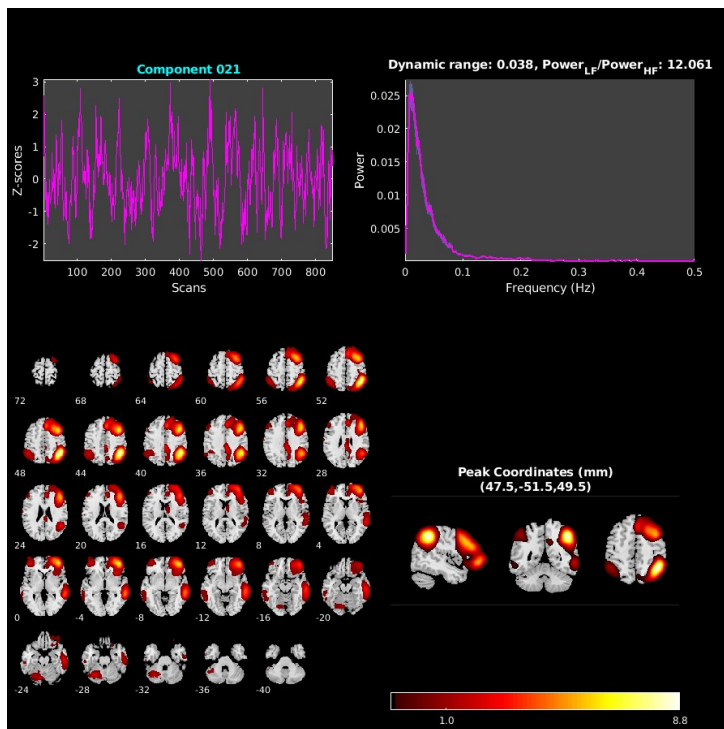 Component 021
Z-scores
3
2
1
0
-1
-2
100 200 300 400 500 600 700 800
Scans
Dynamic range: 0.038, Power_LF/Power_HF: 12.061
Power
0.025
0.02
0.015
0.01
0.005
0 0.1 0.2 0.3 0.4 0.5
Frequency (Hz)
72 68 64 60 56 52
48 44 40 36 32 28
24 20 16 12 8 4
0 -4 -8 -12 -16 -20
-24 -28 -32 -36 -40
Peak Coordinates (mm)
(47.5,-51.5,49.5)
1.0 8.8